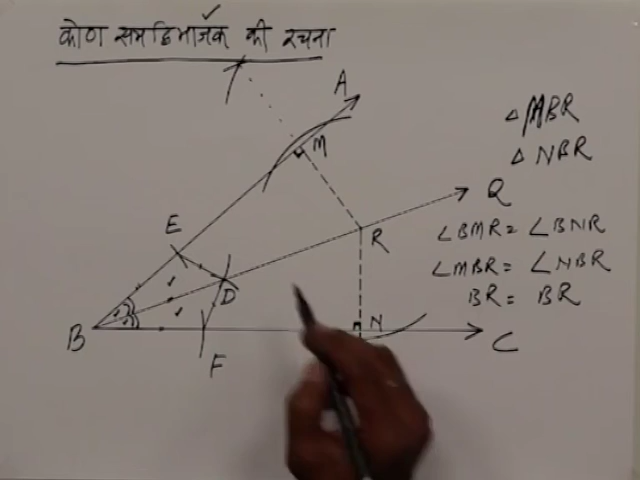 कोण समद्विभाजक की रचना
A
△ MBR
M
△ NBR
Q
E
R
∠BMR = ∠BNR
∠MBR = ∠NBR
D
BR = BR
B
N
C
F